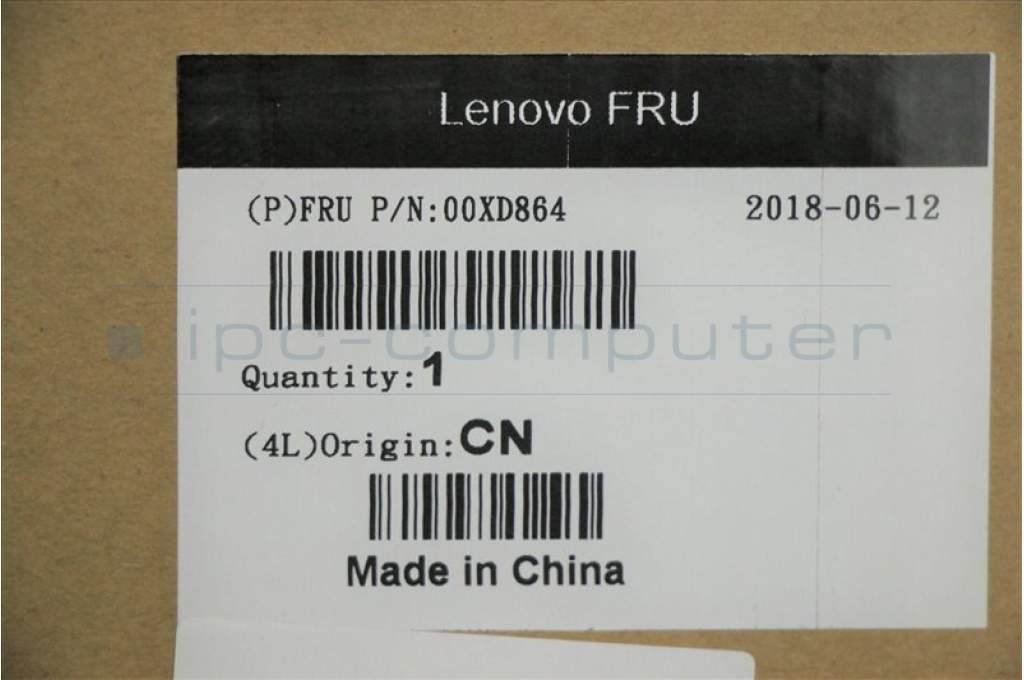 Lenovo FRU
(P)FRU P/N:00XD864 2018-06-12
ipc-computer
Quantity:1
(4L)Origin:CN
Made in China